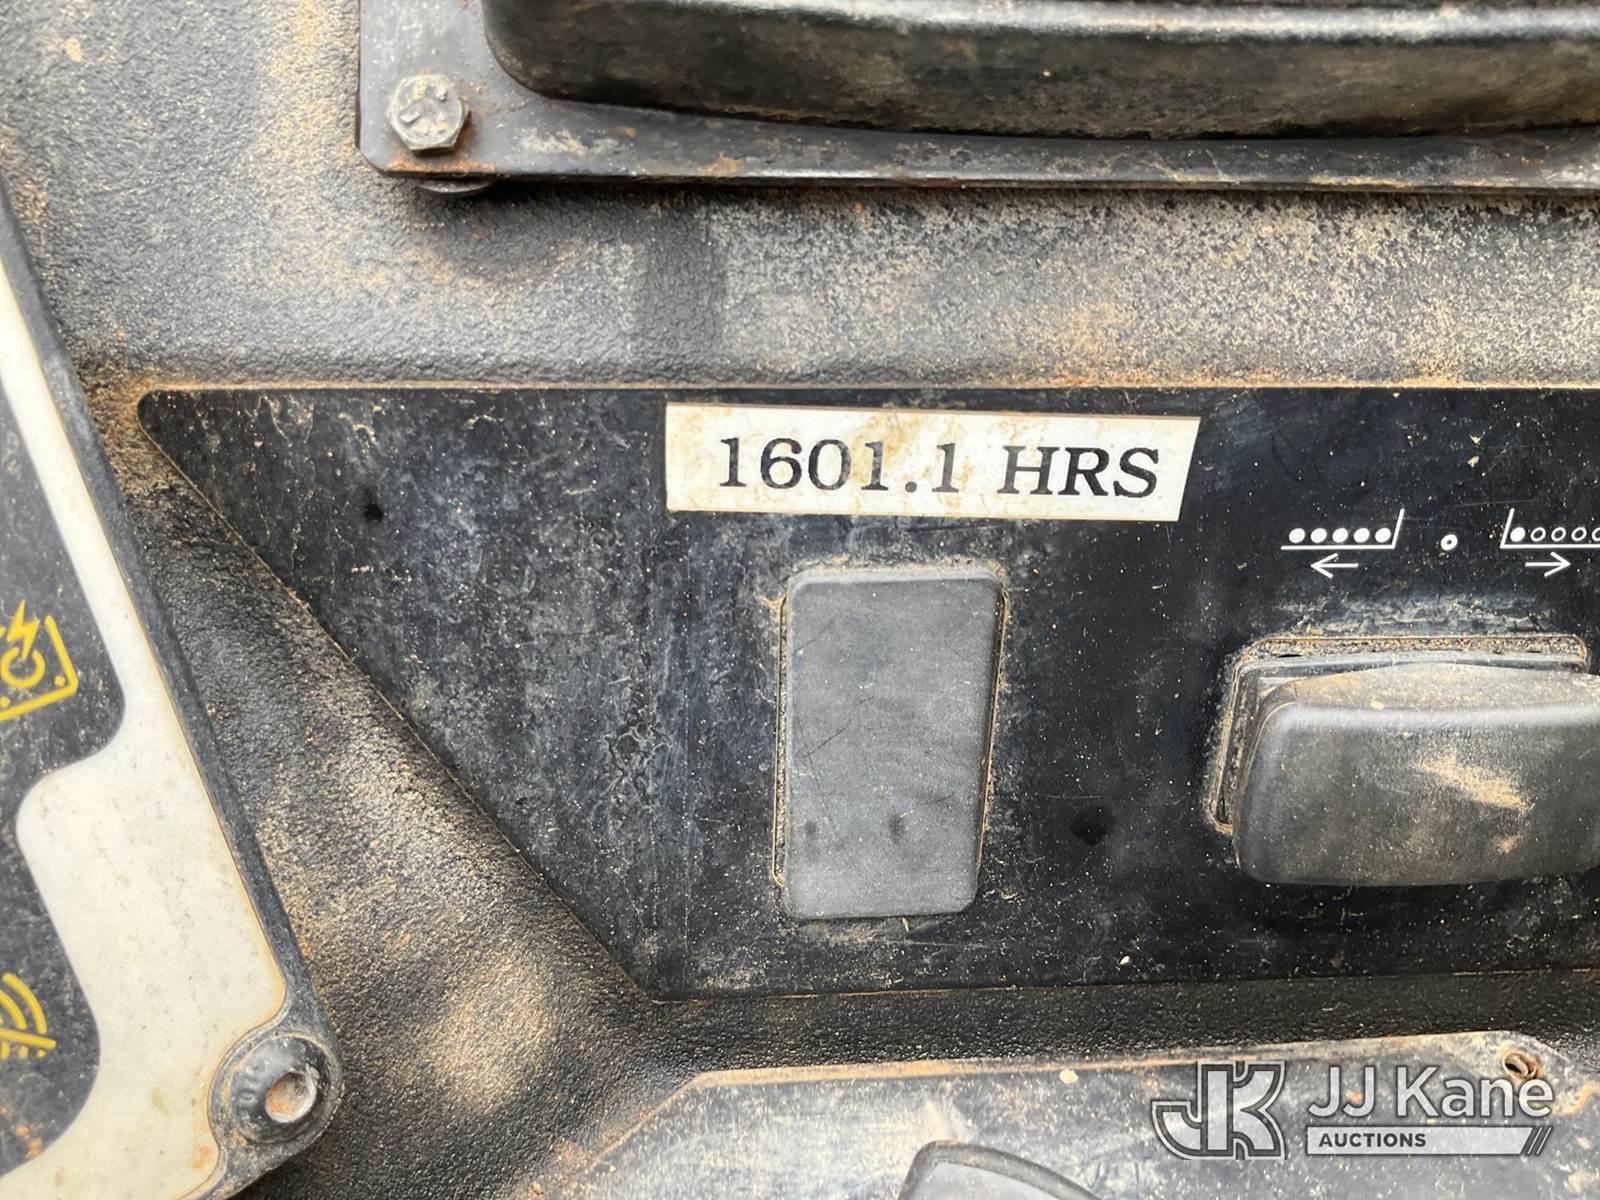 1601.1 HRS
JJ Kane
AUCTIONS